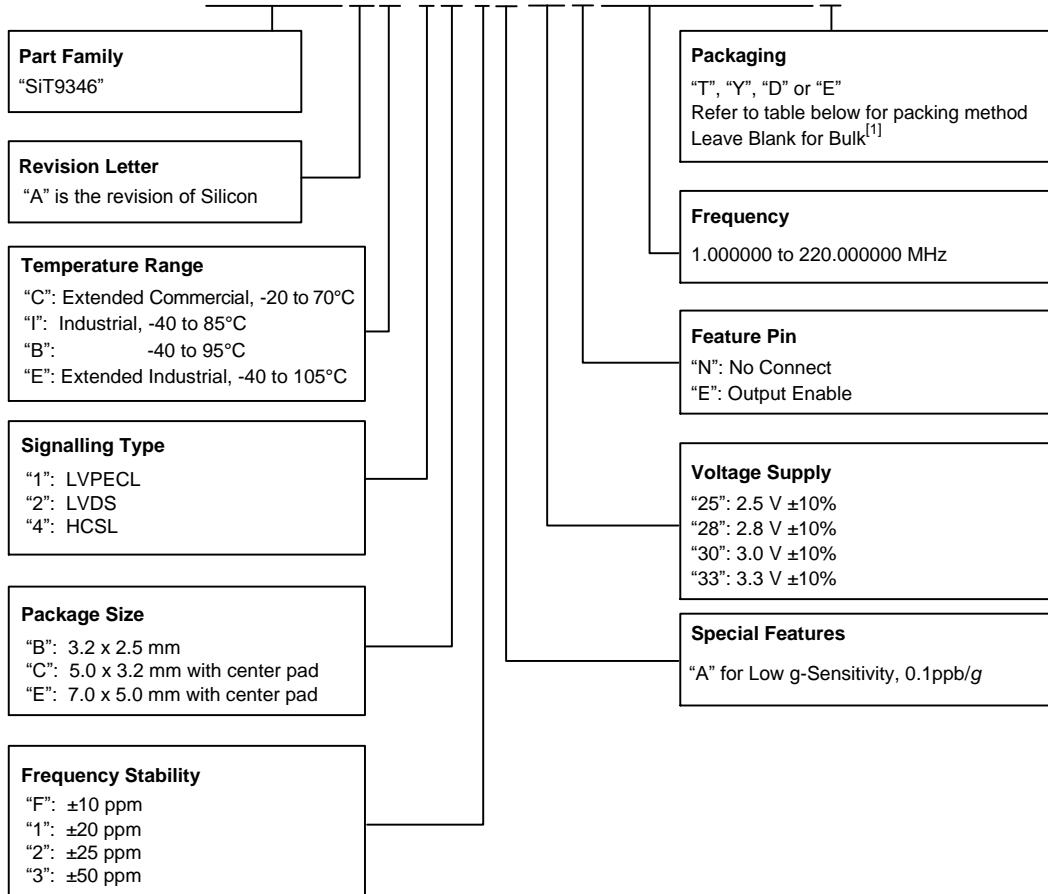 Part Family
“SiT9346”
Revision Letter
“A” is the revision of Silicon
Temperature Range
“C”: Extended Commercial, -20 to 70°C
“I”: Industrial, -40 to 85°C
“B”: -40 to 95°C
“E”: Extended Industrial, -40 to 105°C
Signalling Type
“1”: LVPECL
“2”: LVDS
“4”: HCSL
Package Size
“B”: 3.2 x 2.5 mm
“C”: 5.0 x 3.2 mm with center pad
“E”: 7.0 x 5.0 mm with center pad
Frequency Stability
“F”: ±10 ppm
“1”: ±20 ppm
“2”: ±25 ppm
“3”: ±50 ppm
Packaging
“T”, “Y”, “D” or “E”
Refer to table below for packing method
Leave Blank for Bulk[1]
Frequency
1.000000 to 220.000000 MHz
Feature Pin
“N”: No Connect
“E”: Output Enable
Voltage Supply
“25”: 2.5 V ±10%
“28”: 2.8 V ±10%
“30”: 3.0 V ±10%
“33”: 3.3 V ±10%
Special Features
“A” for Low g-Sensitivity, 0.1ppb/g